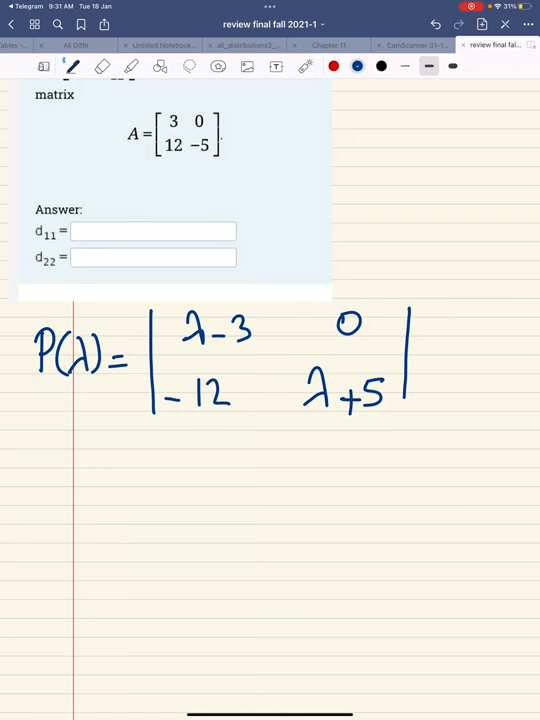 Telegram 9:31 AM Tue 18 Jan 31%
review final fall 2021-1
ables - All Diffs Untitled Notebook... all_distributions3_... Chapter 11 CamScanner 01-1... review final fal...
matrix
A = [ 3 0
12 −5 ].
Answer:
d11 =
d22 =
P(λ) = | λ − 3 0 |
| − 12 λ + 5 |